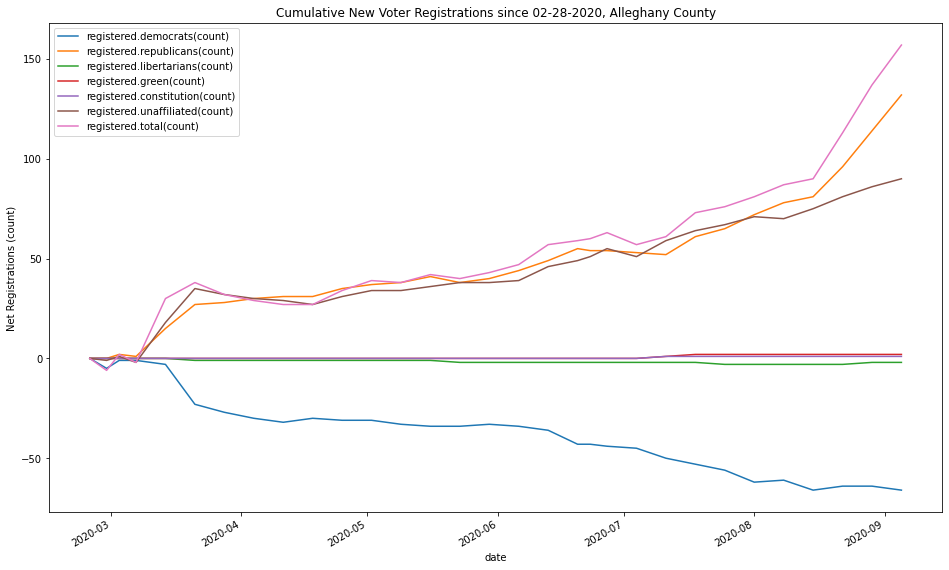 Cumulative New Voter Registrations since 02-28-2020, Alleghany County
registered.democrats(count)
registered.republicans(count)
registered.libertarians(count)
registered.green(count)
registered.constitution(count)
registered.unaffiliated(count)
registered.total(count)
150
100
50
0
−50
Net Registrations (count)
2020-03
2020-04
2020-05
2020-06
2020-07
2020-08
2020-09
date